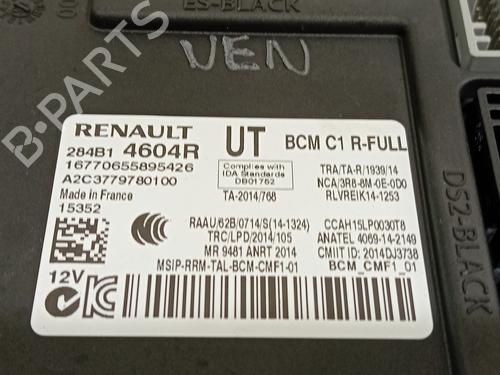 ES-BLACK
VEN
B-PARTS
RENAULT
284B1 4604R
16770655895426
A2C3779780100
Made in France
15352
UT
BCM C1 R-FULL
Complies with
IDA Standards
DB01752
TA-2014/768
TRA/TA-R/1939/14
NCA/3R8-8M-0E-0D0
RLVREIK14-1253
RAAU/62B/0714/S(14-1324)
TRC/LPD/2014/105
MR 9481 ANRT 2014
MSIP-RRM-TAL-BCM-CMF1-01
CCAH15LP0030T8
ANATEL 4069-14-2149
CMIIT ID: 2014DJ3738
BCM_CMF1_01
12V
DS2-BLACK